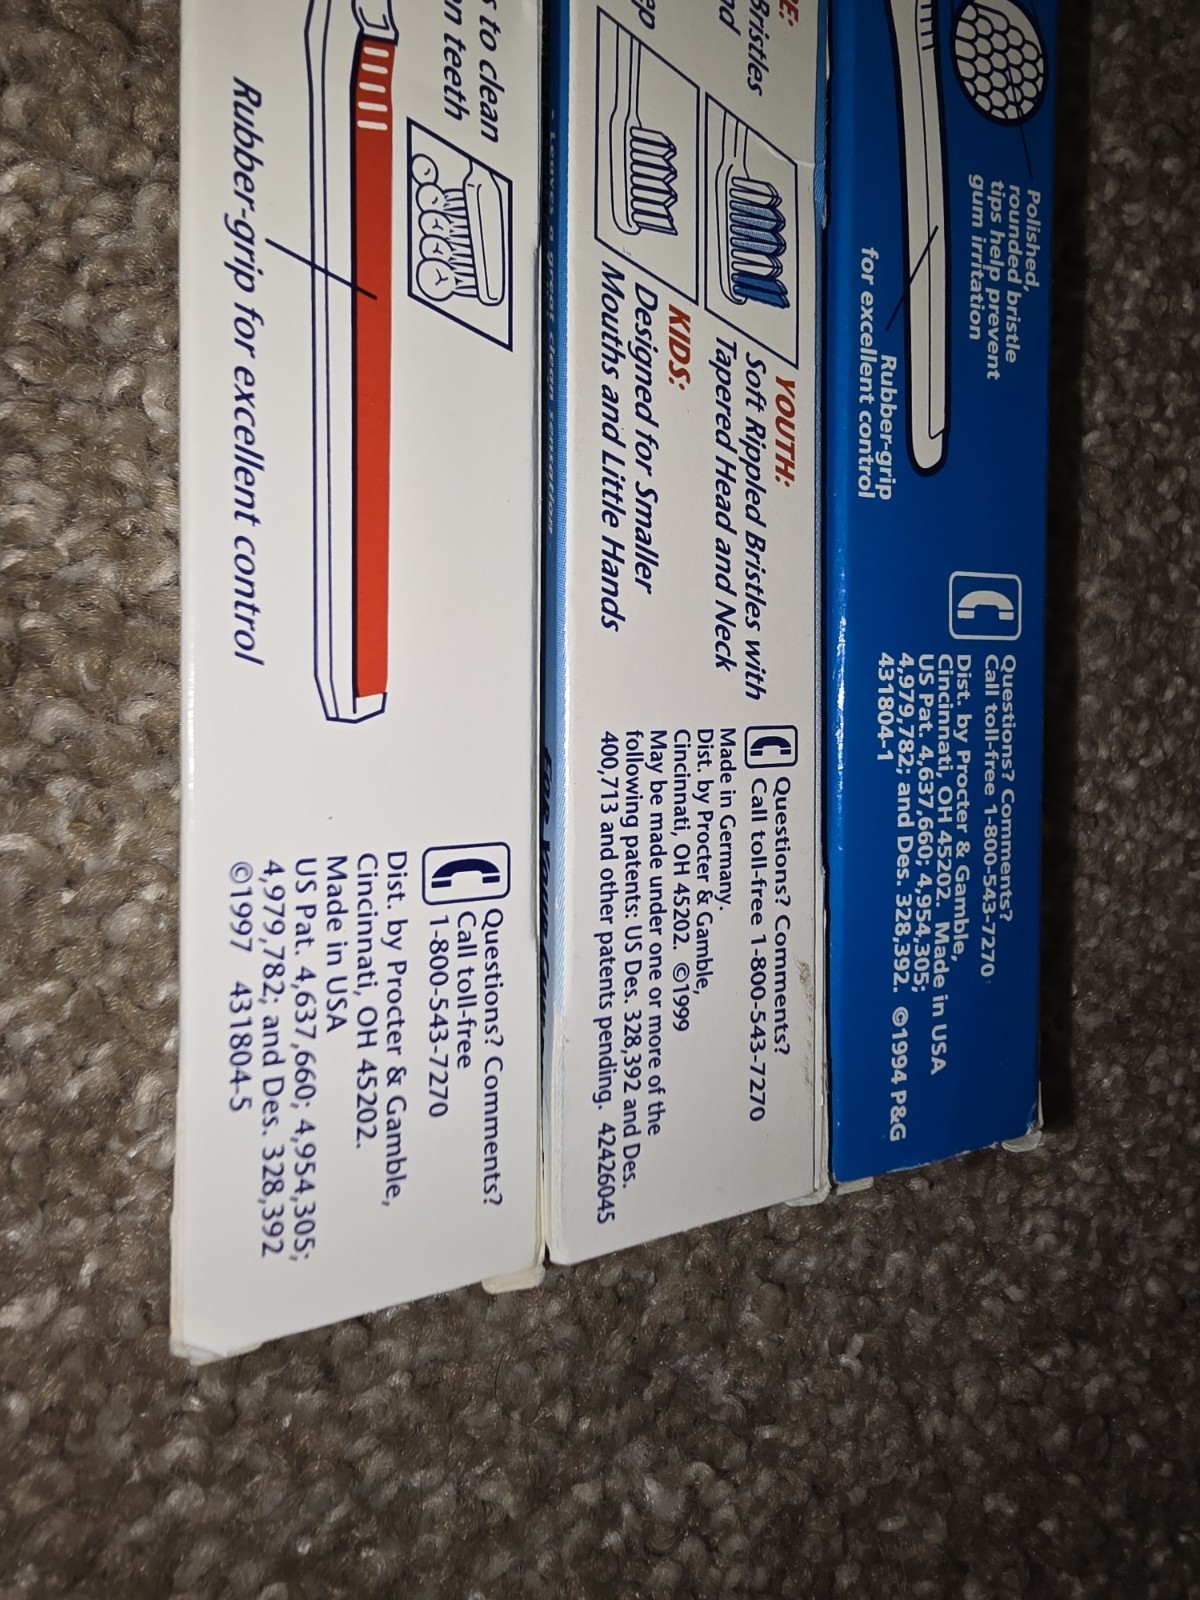 Polished,
rounded bristle
tips help prevent
gum irritation
Rubber-grip
for excellent control
Questions? Comments?
Call toll-free 1-800-543-7270
Dist. by Procter & Gamble,
Cincinnati, OH 45202. Made in USA
US Pat. 4,637,660; 4,954,305;
4,979,782; and Des. 328,392. ©1994 P&G
431804-1
Bristles
YOUTH:
Soft Rippled Bristles with
Tapered Head and Neck
KIDS:
Designed for Smaller
Mouths and Little Hands
Questions? Comments?
Call toll-free 1-800-543-7270
Made in Germany.
Dist. by Procter & Gamble,
Cincinnati, OH 45202. ©1999
May be made under one or more of the
following patents: US Des. 328,392 and Des.
400,713 and other patents pending. 42426045
- Leaves a great clean sensation -
s to clean
n teeth
Rubber-grip for excellent control
Questions? Comments?
Call toll-free
1-800-543-7270
Dist. by Procter & Gamble,
Cincinnati, OH 45202.
Made in USA
US Pat. 4,637,660; 4,954,305;
4,979,782; and Des. 328,392
©1997 431804-5